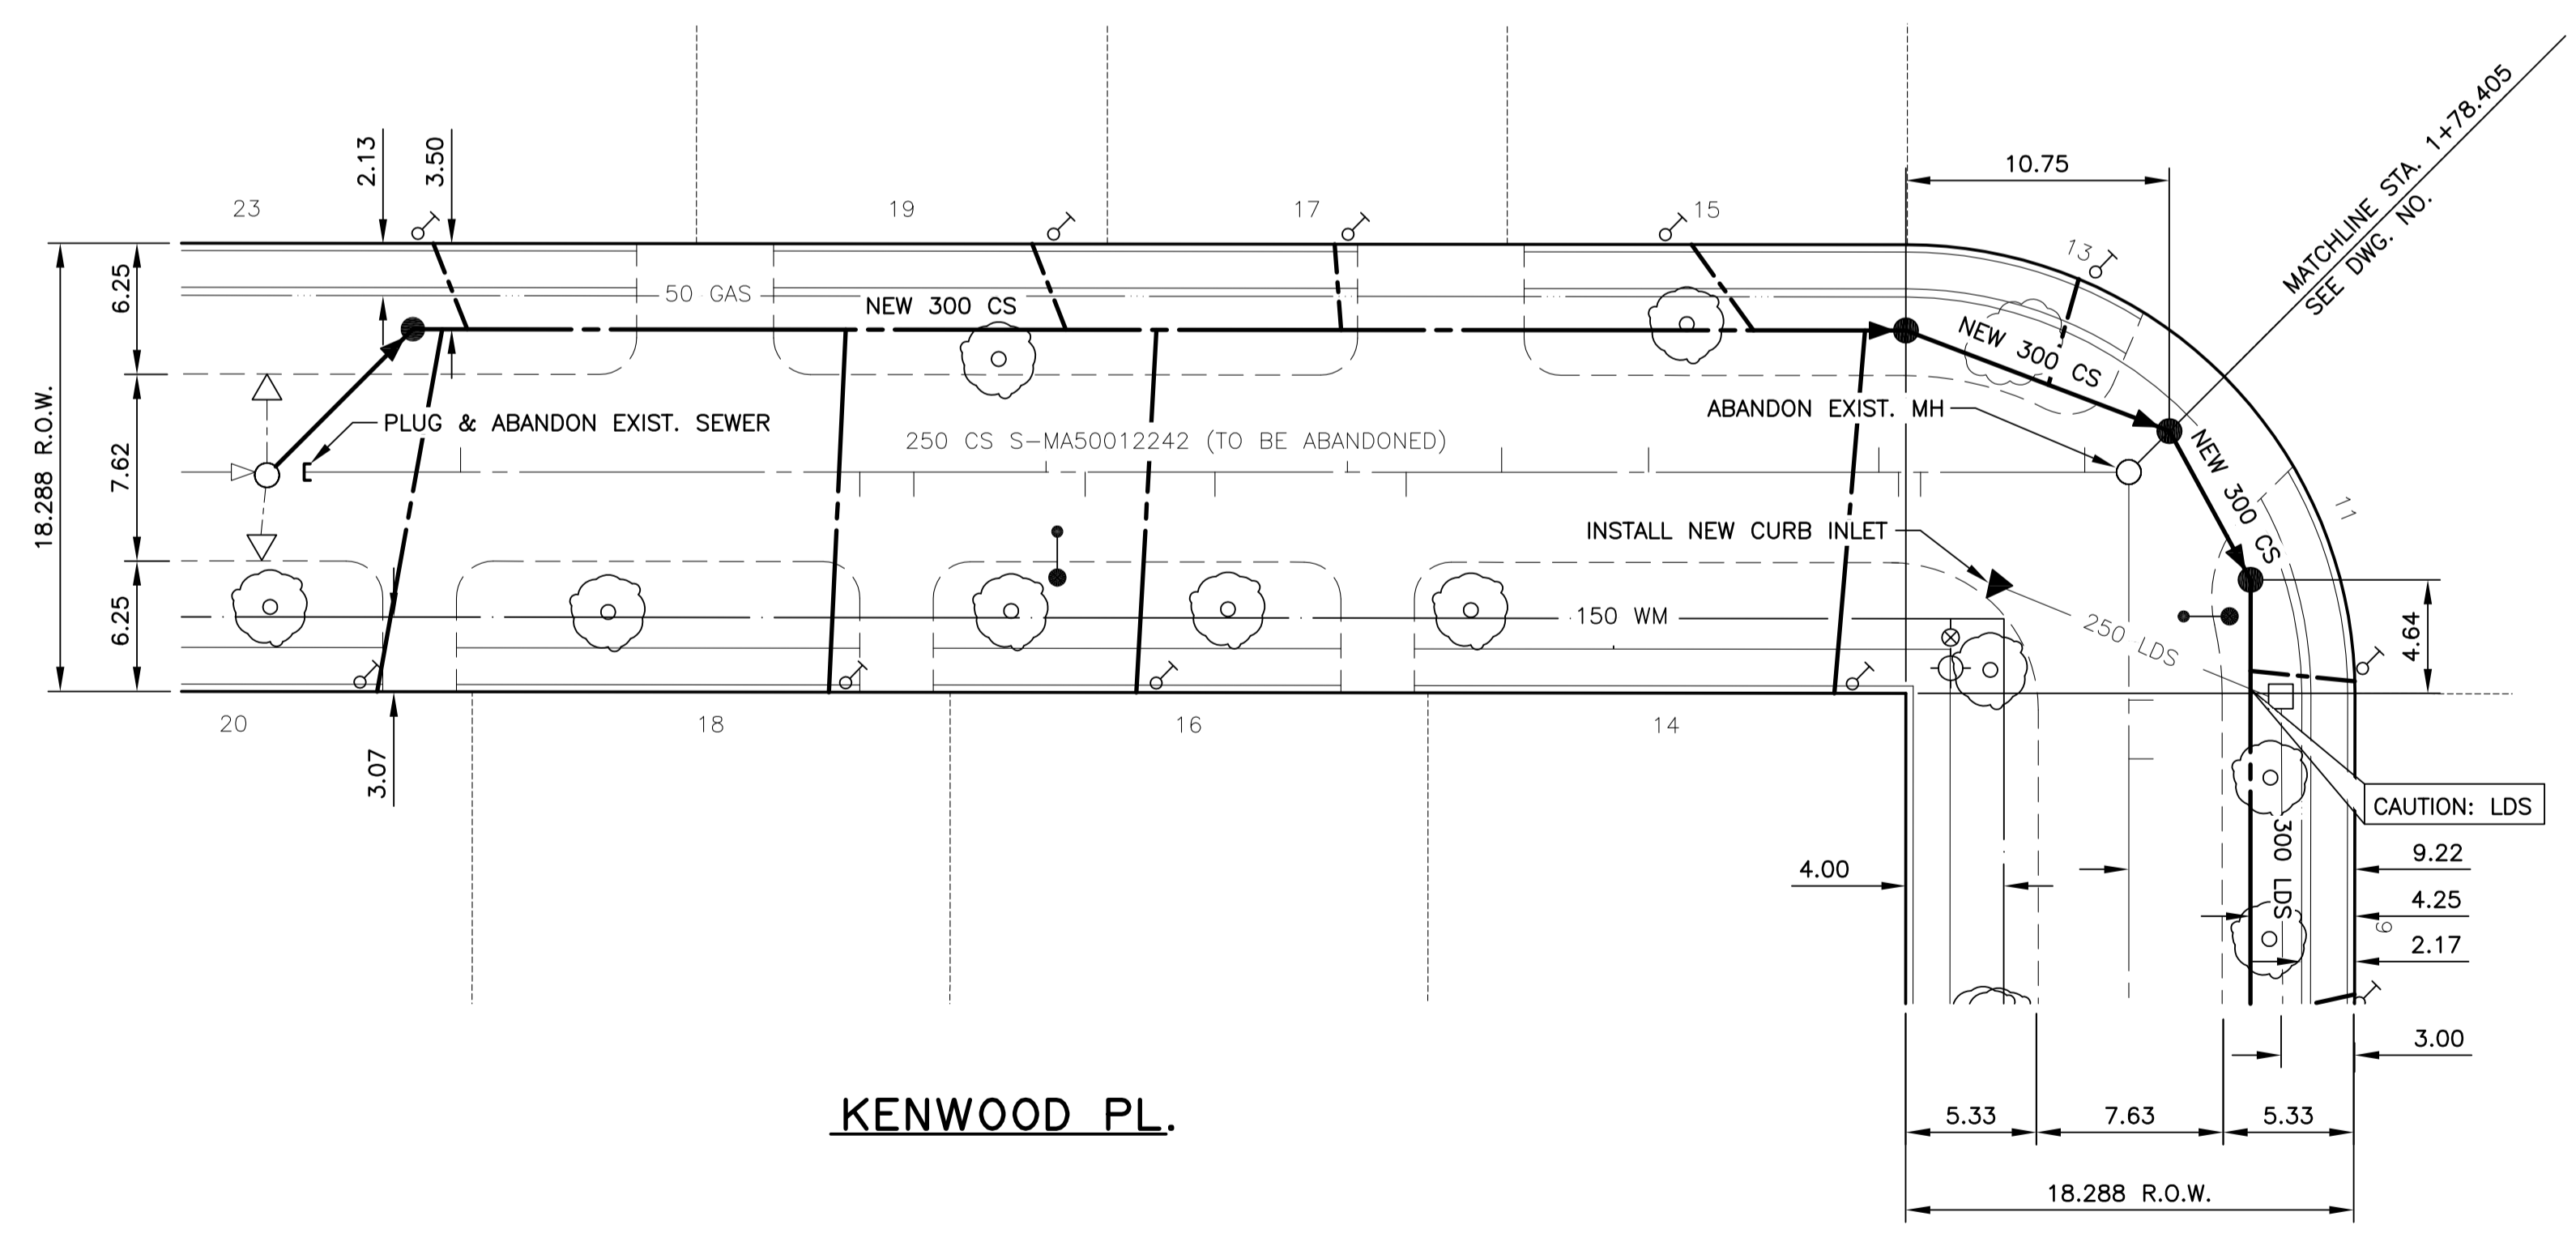 MATCHLINE STA. 1+78.405
SEE DWG. NO.
2.13
3.50
10.75
23
19
17
15
13
50 GAS
NEW 300 CS
NEW 300 CS
6.25
18.288 R.O.W.
7.62
6.25
PLUG & ABANDON EXIST. SEWER
250 CS S-MA50012242 (TO BE ABANDONED)
ABANDON EXIST. MH
NEW 300 CS
11
INSTALL NEW CURB INLET
150 WM
250 LDS
4.64
20
18
16
14
3.07
CAUTION: LDS
300 LDS
4.00
9.22
4.25
9
2.17
3.00
KENWOOD PL.
5.33
7.63
5.33
18.288 R.O.W.